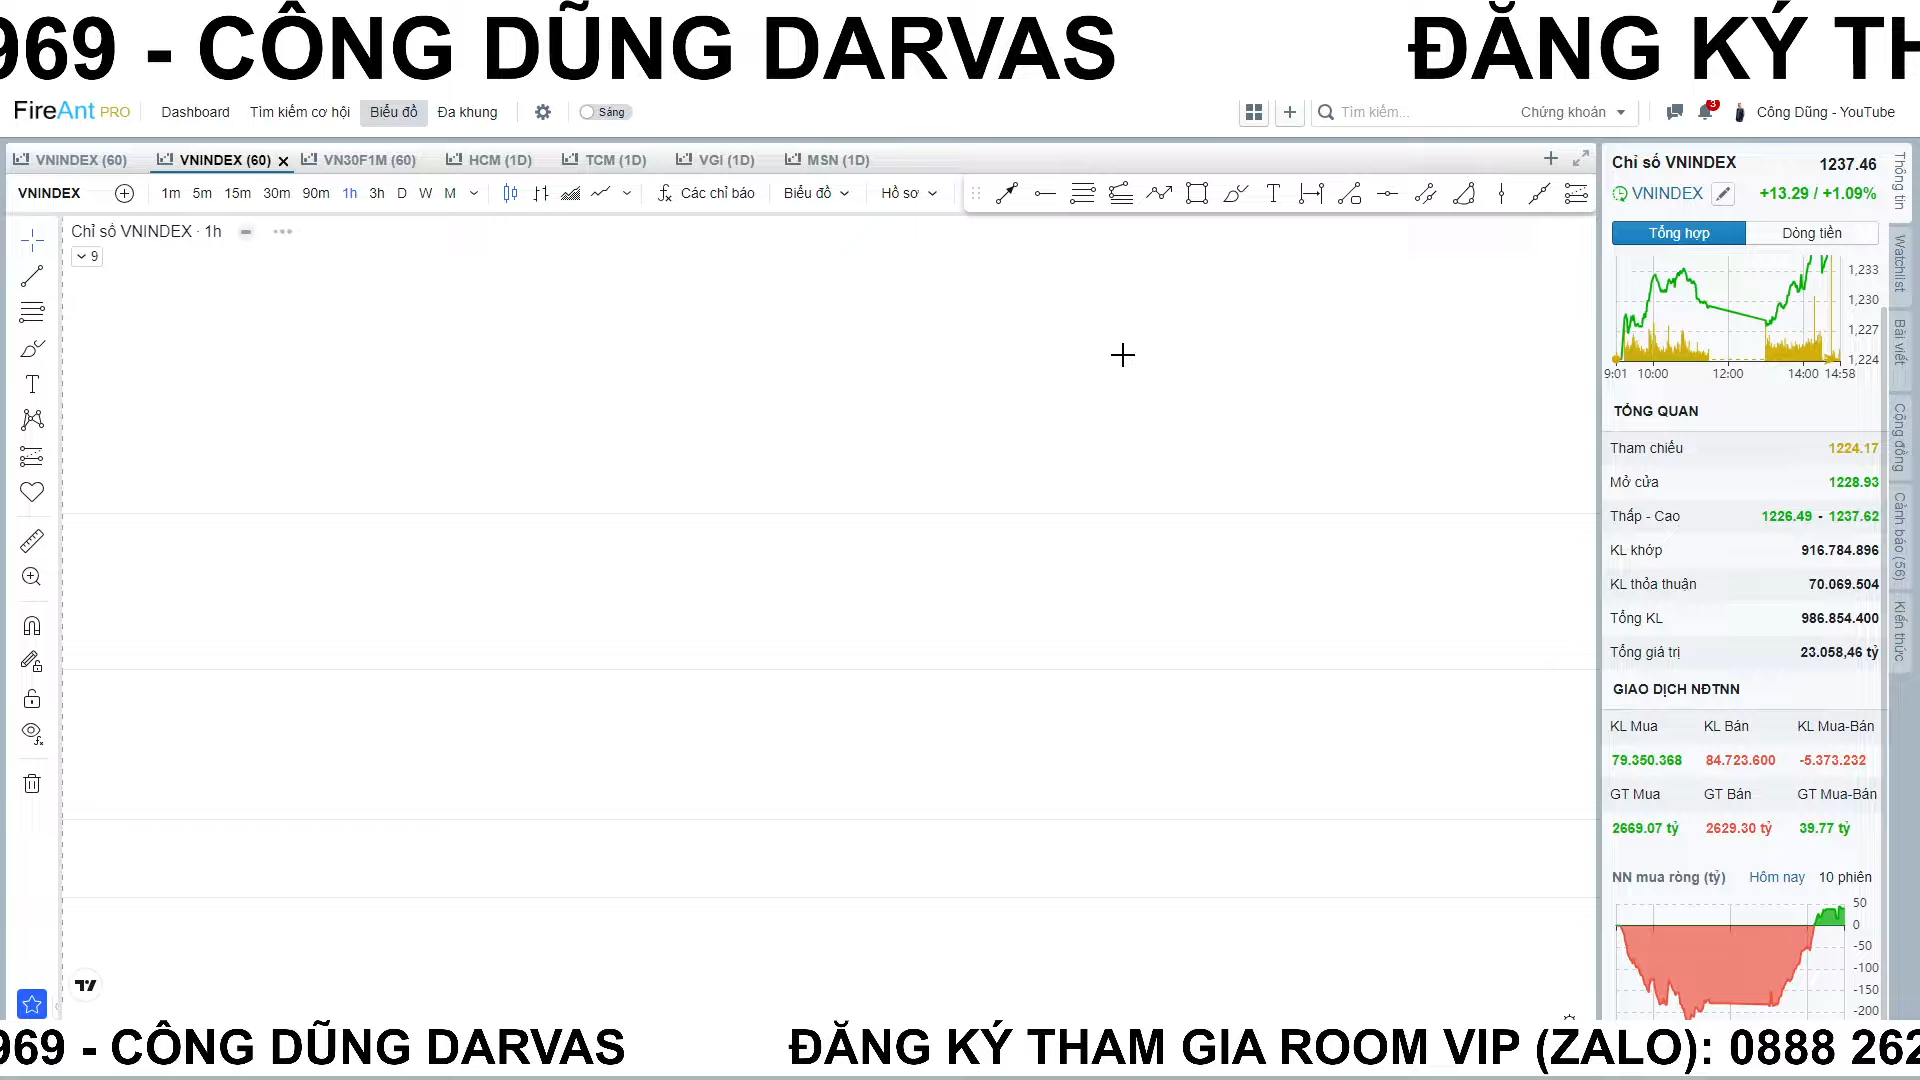 969 - CÔNG DŨNG DARVAS ĐĂNG KÝ TH
FireAnt PRO Dashboard Tìm kiếm cơ hội Biểu đồ Đa khung Sáng Tìm kiếm... Chứng khoán 3 Công Dũng - YouTube
VNINDEX (60) VNINDEX (60) VN30F1M (60) HCM (1D) TCM (1D) VGI (1D) MSN (1D)
VNINDEX 1m 5m 15m 30m 90m 1h 3h D W M Các chỉ báo Biểu đồ Hồ sơ
Chỉ số VNINDEX · 1h
9
Chỉ số VNINDEX 1237.46
VNINDEX +13.29 / +1.09%
Tổng hợp Dòng tiền
1,233
1,230
1,227
1,224
9:01 10:00 12:00 14:00 14:58
TỔNG QUAN
Tham chiếu 1224.17
Mở cửa 1228.93
Thấp - Cao 1226.49 - 1237.62
KL khớp 916.784.896
KL thỏa thuận 70.069.504
Tổng KL 986.854.400
Tổng giá trị 23.058,46 tỷ
GIAO DỊCH NĐTNN
KL Mua KL Bán KL Mua-Bán
79.350.368 84.723.600 -5.373.232
GT Mua GT Bán GT Mua-Bán
2669.07 tỷ 2629.30 tỷ 39.77 tỷ
NN mua ròng (tỷ) Hôm nay 10 phiên
50
0
-50
-100
-150
-200
Thông tin
Watchlist
Bài viết
Cộng đồng
Cảnh báo (56)
Kiến thức
969 - CÔNG DŨNG DARVAS ĐĂNG KÝ THAM GIA ROOM VIP (ZALO): 0888 262